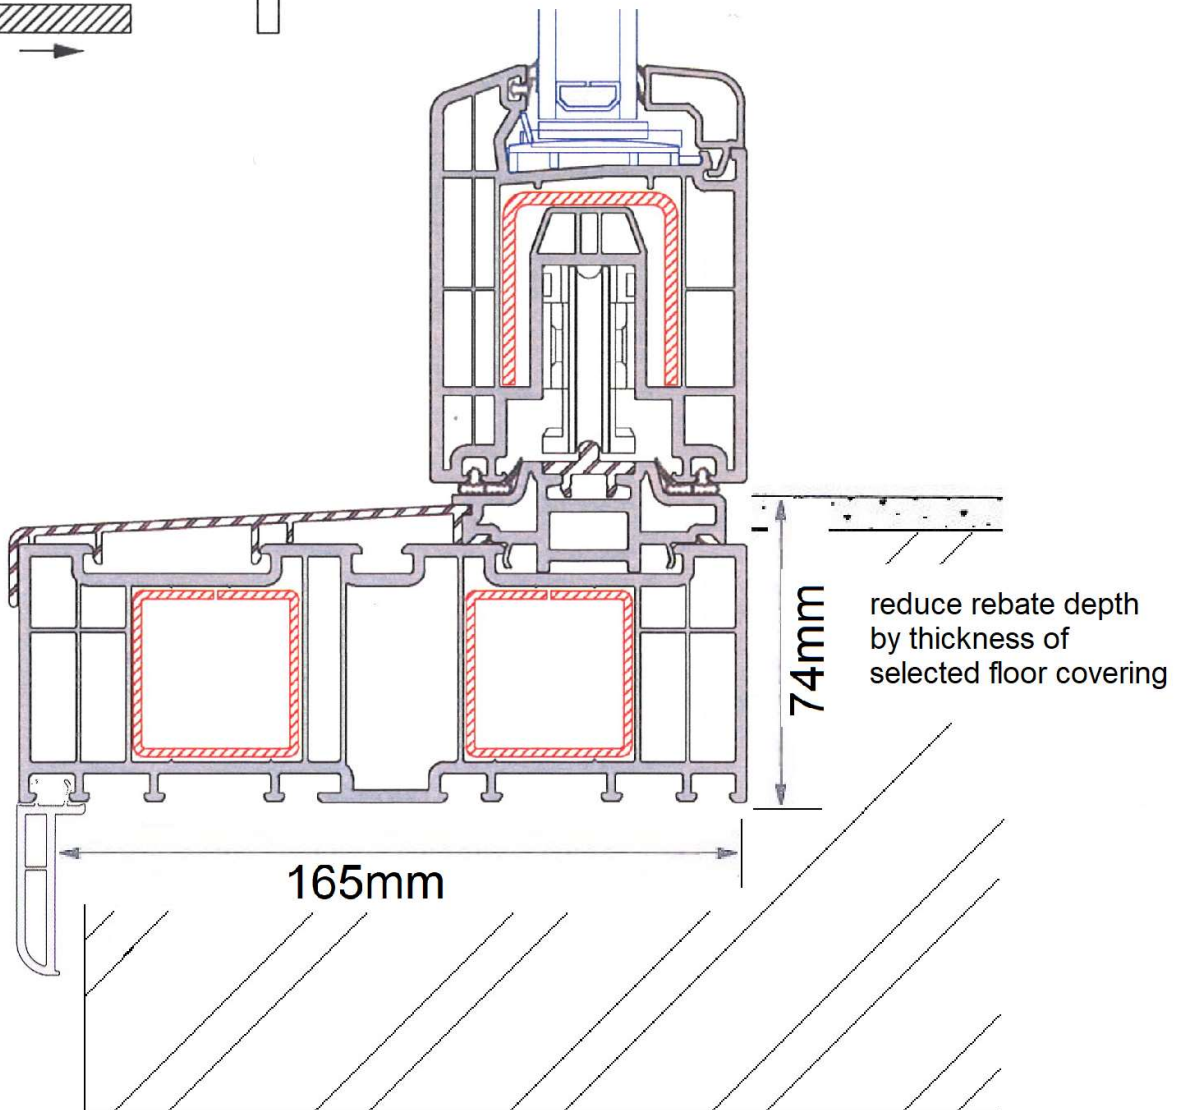 74mm
reduce rebate depth
by thickness of
selected floor covering
165mm